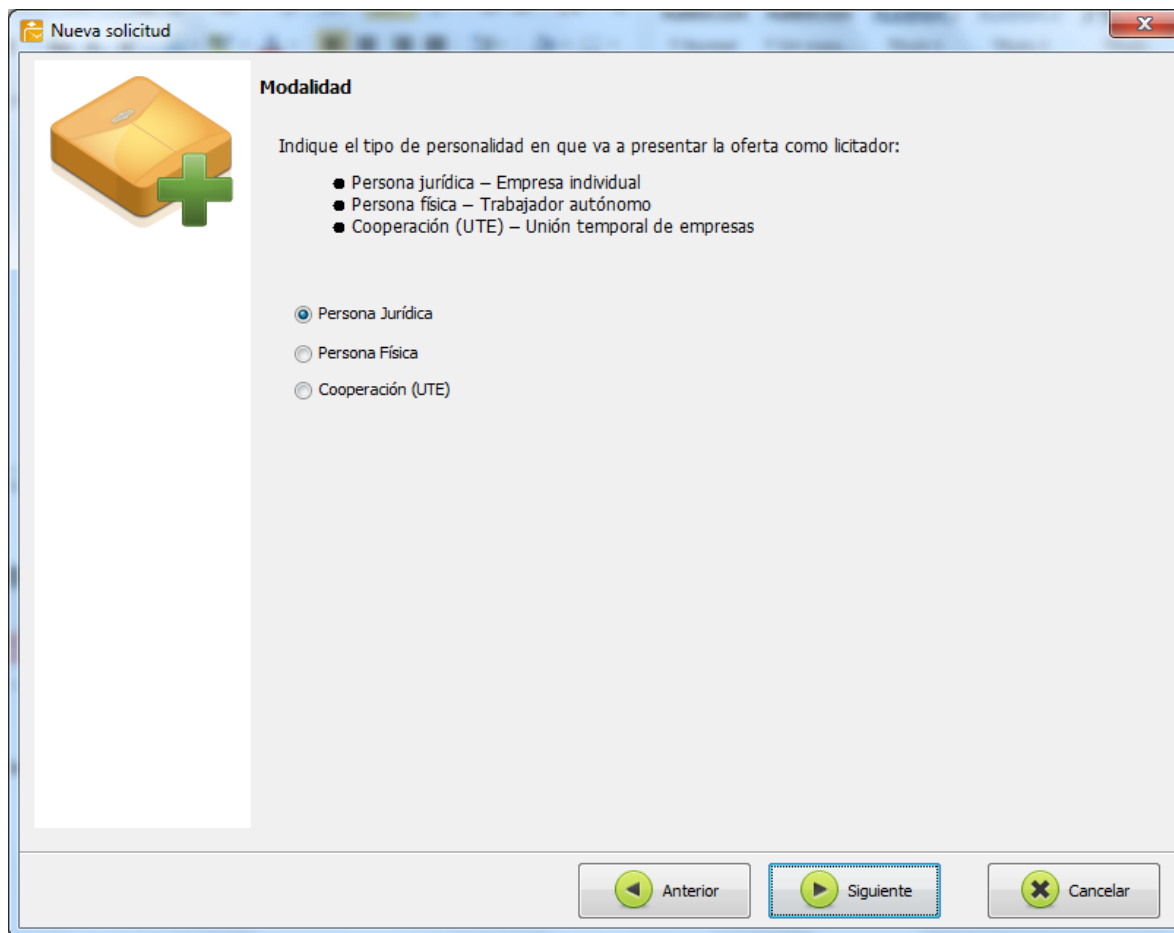 Nueva solicitud
Modalidad
Indique el tipo de personalidad en que va a presentar la oferta como licitador:
● Persona jurídica – Empresa individual
● Persona física – Trabajador autónomo
● Cooperación (UTE) – Unión temporal de empresas
Persona Jurídica
Persona Física
Cooperación (UTE)
Anterior
Siguiente
Cancelar